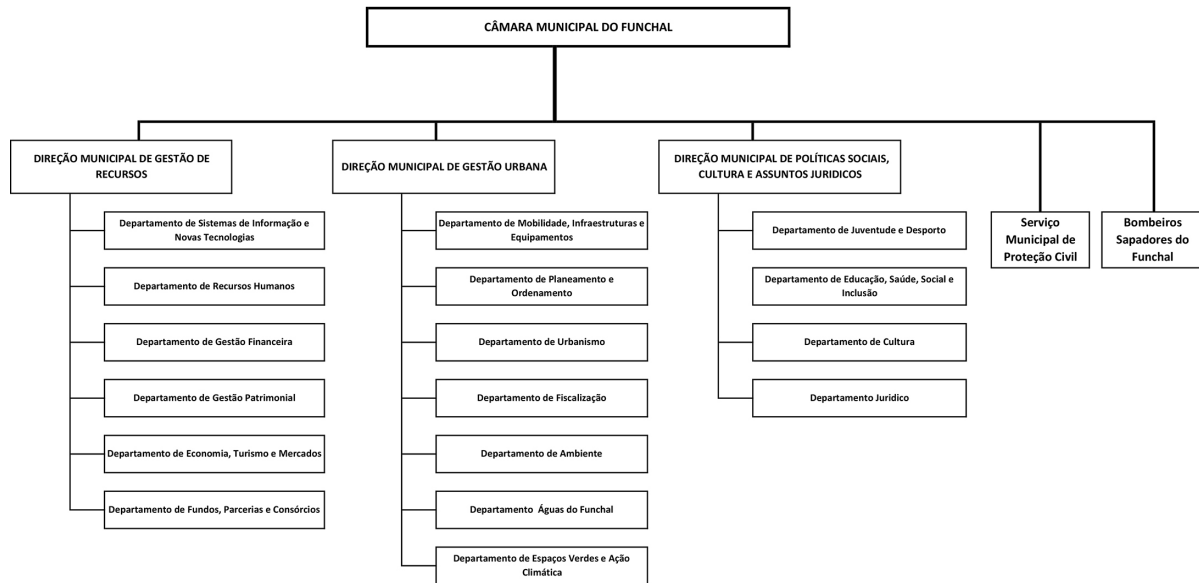 CÂMARA MUNICIPAL DO FUNCHAL
DIREÇÃO MUNICIPAL DE GESTÃO DE
RECURSOS
Departamento de Sistemas de Informação e
Novas Tecnologias
Departamento de Recursos Humanos
Departamento de Gestão Financeira
Departamento de Gestão Patrimonial
Departamento de Economia, Turismo e Mercados
Departamento de Fundos, Parcerias e Consórcios
DIREÇÃO MUNICIPAL DE GESTÃO URBANA
Departamento de Mobilidade, Infraestruturas e
Equipamentos
Departamento de Planeamento e
Ordenamento
Departamento de Urbanismo
Departamento de Fiscalização
Departamento de Ambiente
Departamento Águas do Funchal
Departamento de Espaços Verdes e Ação
Climática
DIREÇÃO MUNICIPAL DE POLÍTICAS SOCIAIS,
CULTURA E ASSUNTOS JURIDICOS
Departamento de Juventude e Desporto
Departamento de Educação, Saúde, Social e
Inclusão
Departamento de Cultura
Departamento Juridico
Serviço
Municipal de
Proteção Civil
Bombeiros
Sapadores do
Funchal